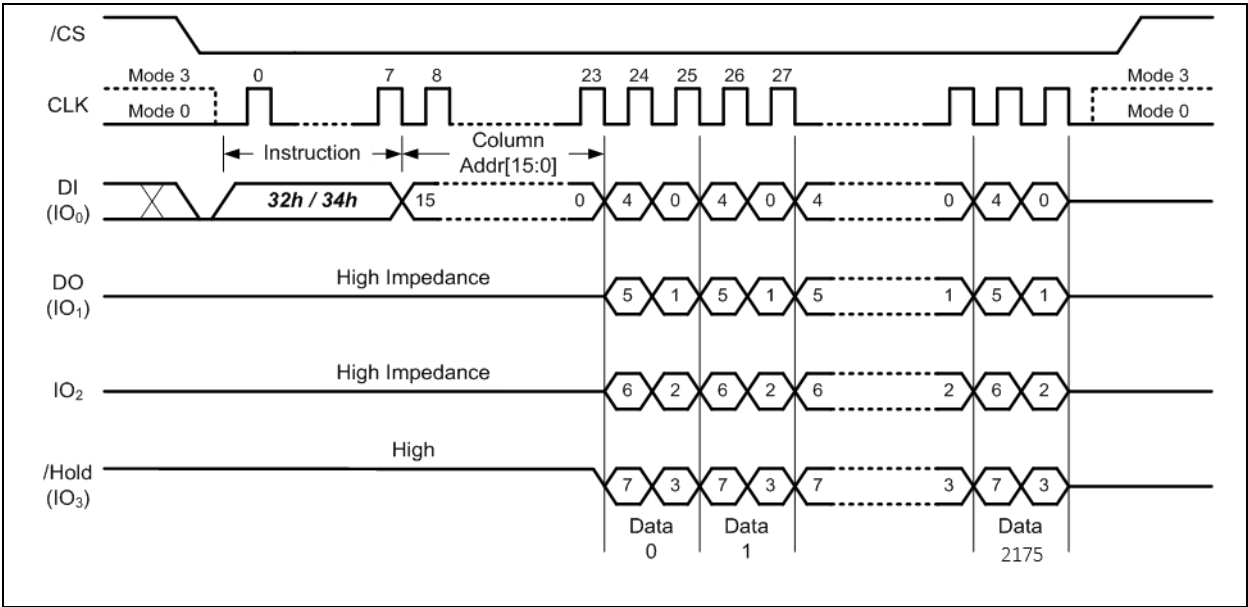 /CS
Mode 3 0 7 8 23 24 25 26 27 Mode 3
CLK
Mode 0 Mode 0
Instruction Column
Addr[15:0]
DI
(IO₀)
32h / 34h 15 0 4 0 4 0 4 0 4 0
High Impedance
DO
(IO₁)
5 1 5 1 5 1 5 1
High Impedance
IO₂ 6 2 6 2 6 2 6 2
High
/Hold
(IO₃)
7 3 7 3 7 3 7 3
Data Data Data
0 1 2175